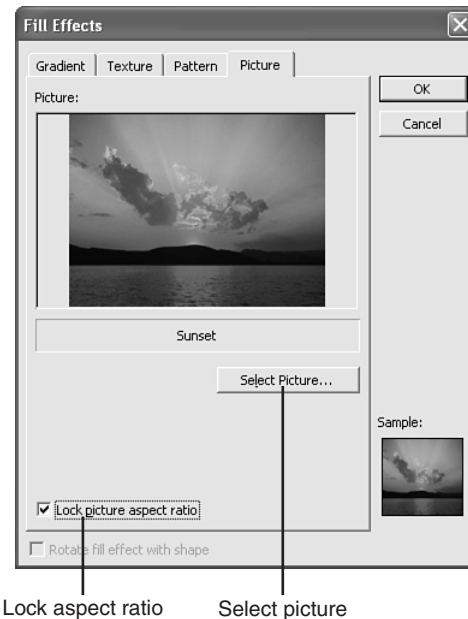 Fill Effects
Gradient Texture Pattern Picture
Picture:
OK
Cancel
Sunset
Select Picture...
Sample:
Lock picture aspect ratio
Rotate fill effect with shape
Lock aspect ratio Select picture